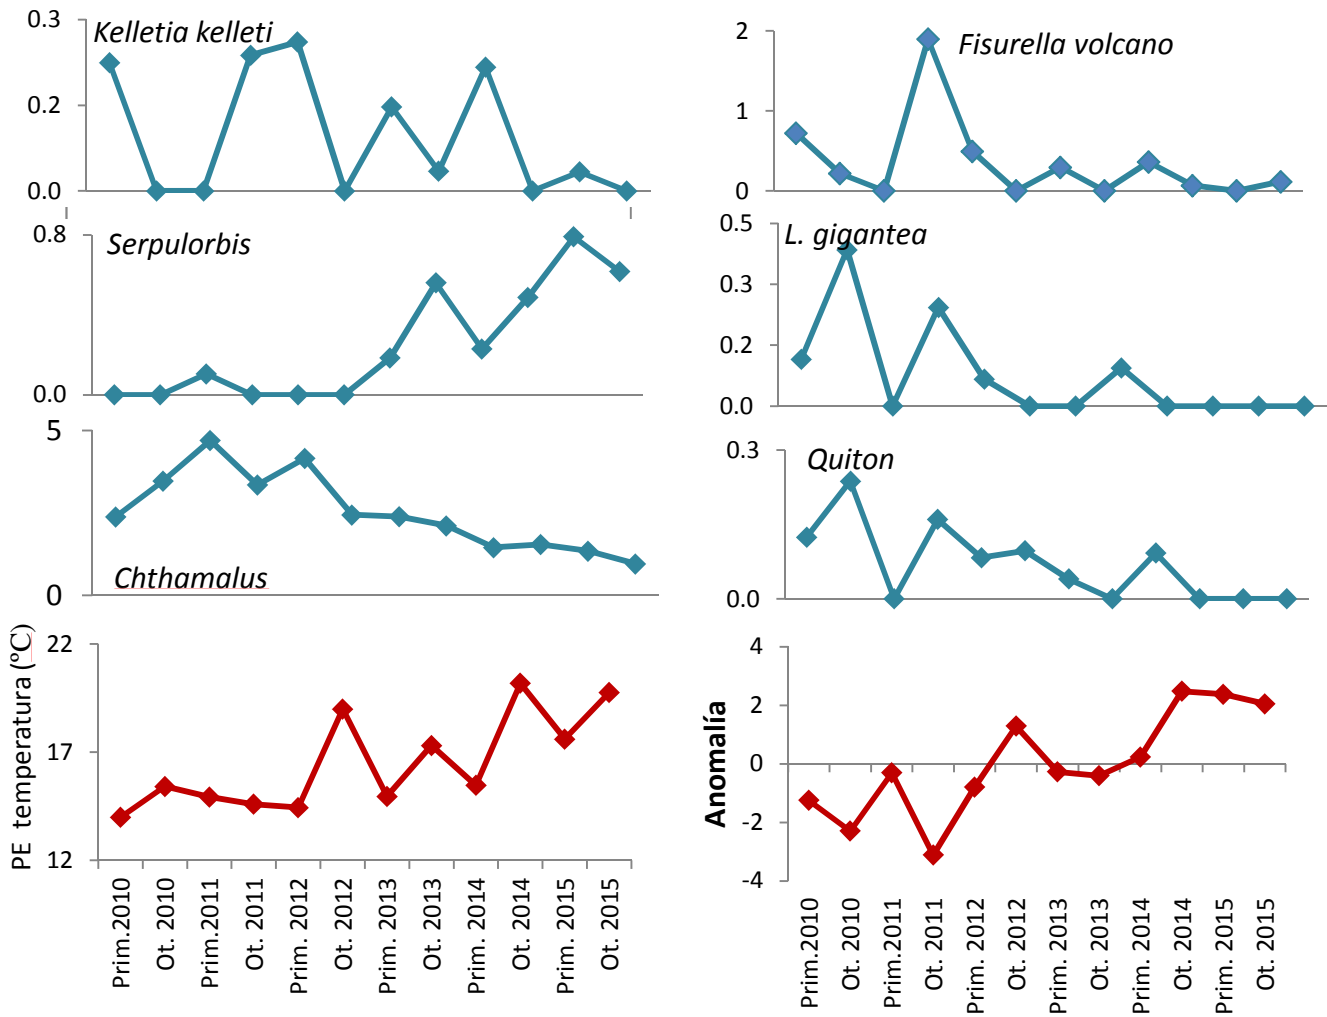 Kelletia kelleti
0.3
0.2
0.0
Serpulorbis
0.8
0.0
Chthamalus
5
0
PE temperatura (ºC)
22
17
12
Prim.2010
Ot. 2010
Prim.2011
Ot. 2011
Prim. 2012
Ot. 2012
Prim. 2013
Ot. 2013
Prim. 2014
Ot. 2014
Prim. 2015
Ot. 2015
Fisurella volcano
2
1
0
L. gigantea
0.5
0.3
0.2
0.0
Quiton
0.3
0.0
Anomalía
4
2
0
-2
-4
Prim.2010
Ot. 2010
Prim.2011
Ot. 2011
Prim. 2012
Ot. 2012
Prim. 2013
Ot. 2013
Prim. 2014
Ot. 2014
Prim. 2015
Ot. 2015